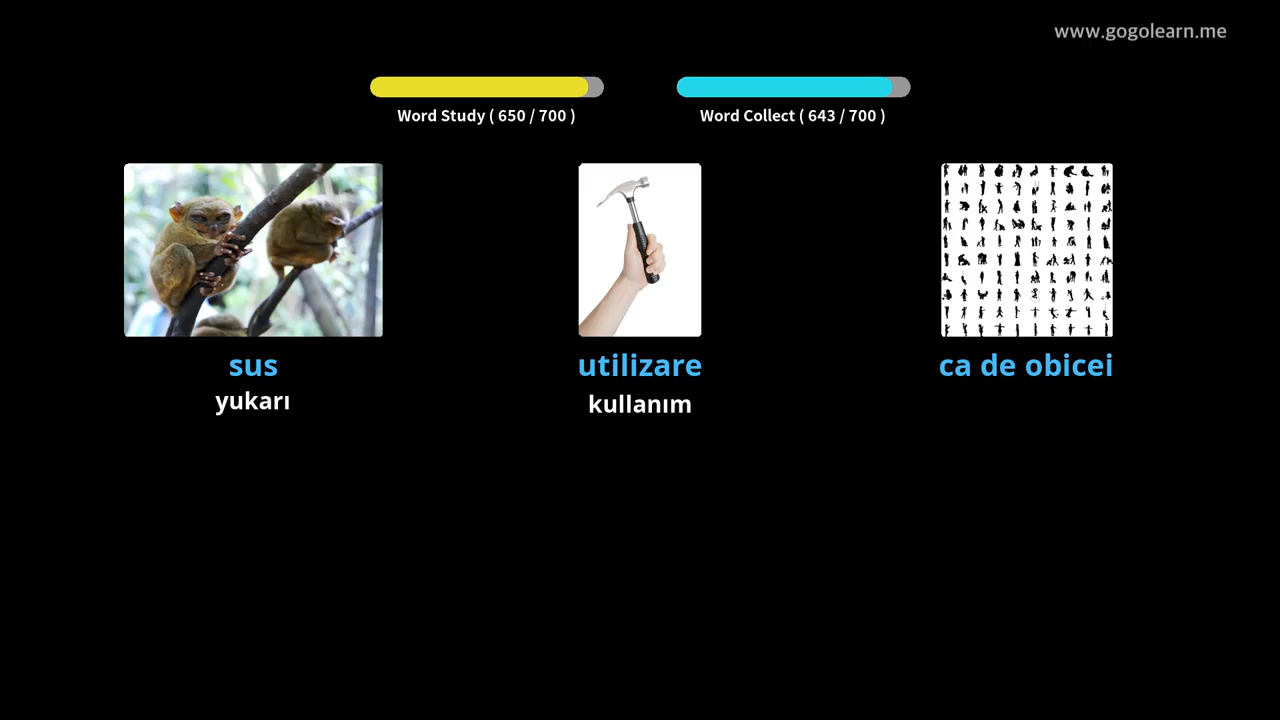 www.gogolearn.me
Word Study ( 650 / 700 )
Word Collect ( 643 / 700 )
sus
yukarı
utilizare
kullanım
ca de obicei